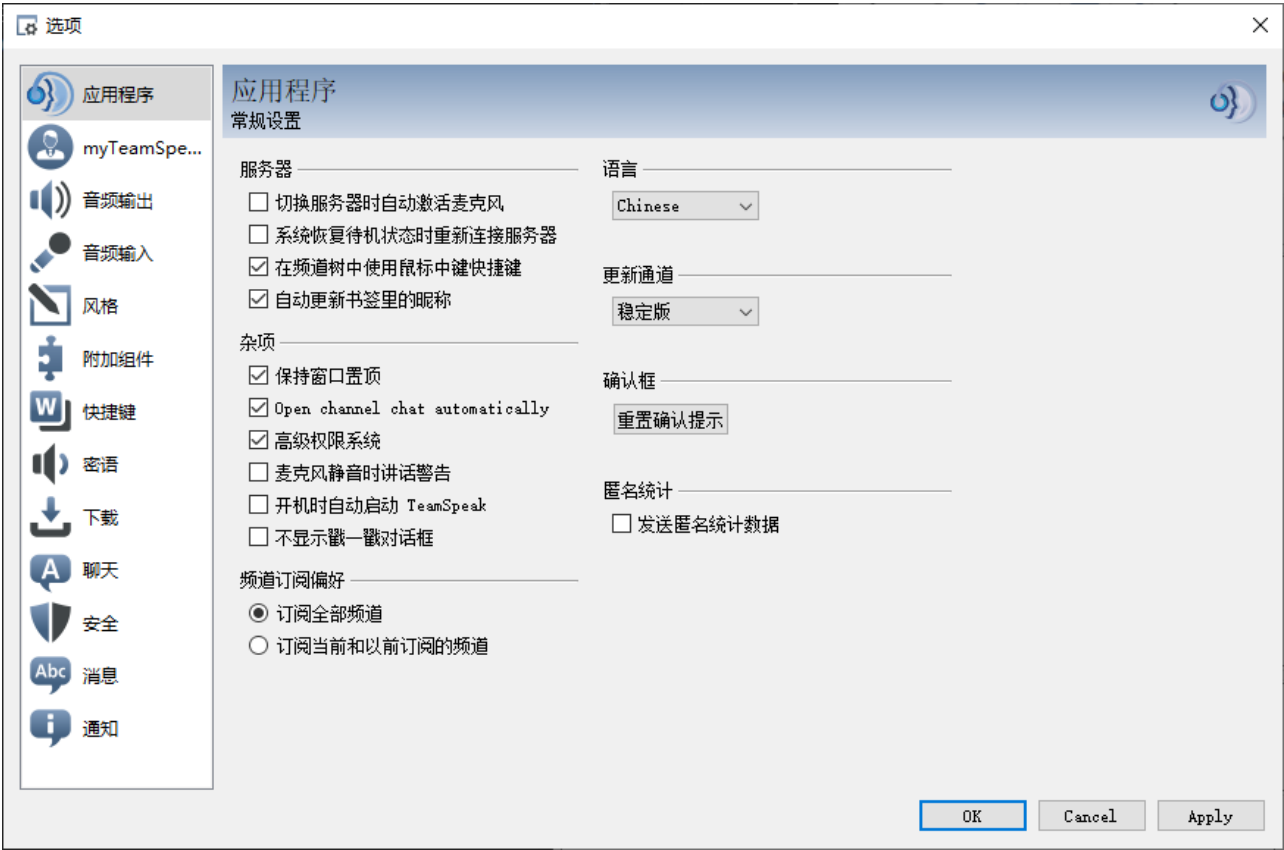 选项
应用程序
myTeamSpe...
音频输出
音频输入
风格
附加组件
快捷键
密语
下载
聊天
安全
消息
通知
应用程序
常规设置
服务器
切换服务器时自动激活麦克风
系统恢复待机状态时重新连接服务器
在频道树中使用鼠标中键快捷键
自动更新书签里的昵称
杂项
保持窗口置顶
Open channel chat automatically
高级权限系统
麦克风静音时讲话警告
开机时自动启动 TeamSpeak
不显示戳一戳对话框
频道订阅偏好
订阅全部频道
订阅当前和以前订阅的频道
语言
Chinese
更新通道
稳定版
确认框
重置确认提示
匿名统计
发送匿名统计数据
OK
Cancel
Apply
W
A
Abc
i